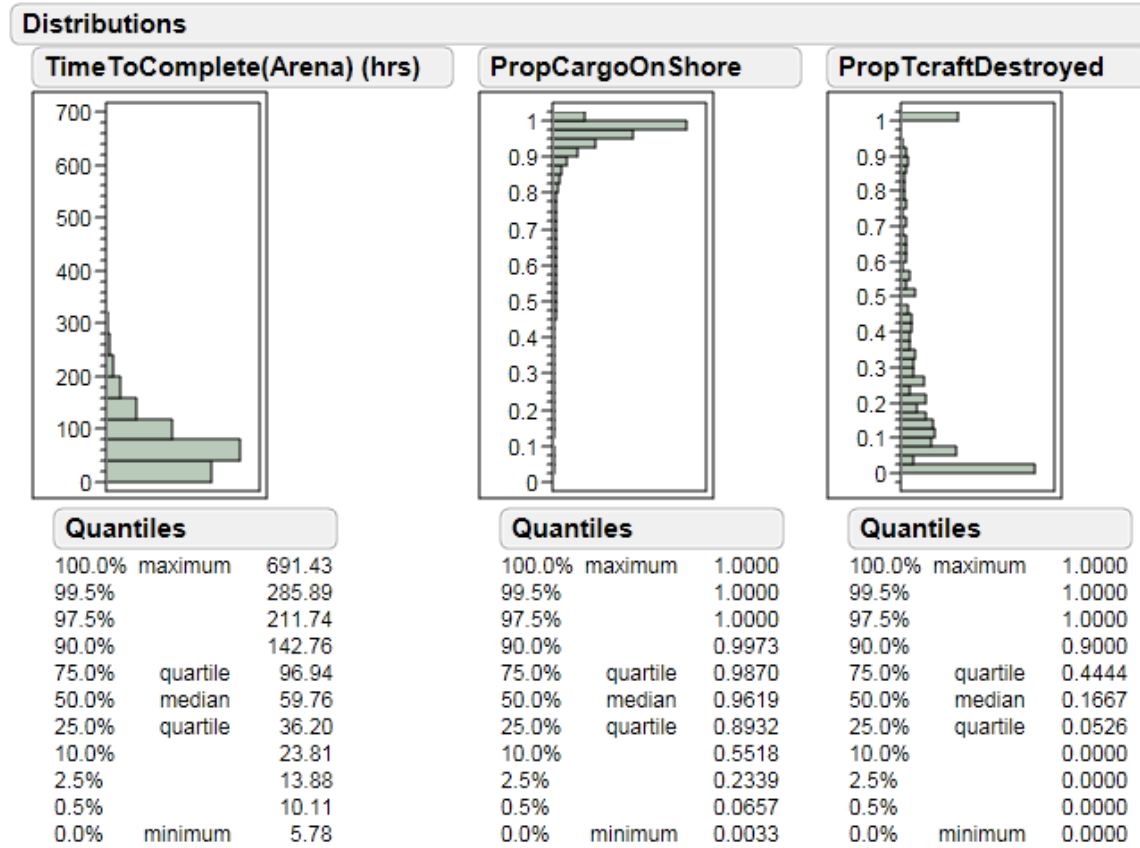 Distributions
TimeToComplete(Arena) (hrs)
700
600
500
400
300
200
100
0
Quantiles
100.0% maximum 691.43
99.5% 285.89
97.5% 211.74
90.0% 142.76
75.0% quartile 96.94
50.0% median 59.76
25.0% quartile 36.20
10.0% 23.81
2.5% 13.88
0.5% 10.11
0.0% minimum 5.78
PropCargoOnShore
1
0.9
0.8
0.7
0.6
0.5
0.4
0.3
0.2
0.1
0
Quantiles
100.0% maximum 1.0000
99.5% 1.0000
97.5% 1.0000
90.0% 0.9973
75.0% quartile 0.9870
50.0% median 0.9619
25.0% quartile 0.8932
10.0% 0.5518
2.5% 0.2339
0.5% 0.0657
0.0% minimum 0.0033
PropTcraftDestroyed
1
0.9
0.8
0.7
0.6
0.5
0.4
0.3
0.2
0.1
0
Quantiles
100.0% maximum 1.0000
99.5% 1.0000
97.5% 1.0000
90.0% 0.9000
75.0% quartile 0.4444
50.0% median 0.1667
25.0% quartile 0.0526
10.0% 0.0000
2.5% 0.0000
0.5% 0.0000
0.0% minimum 0.0000